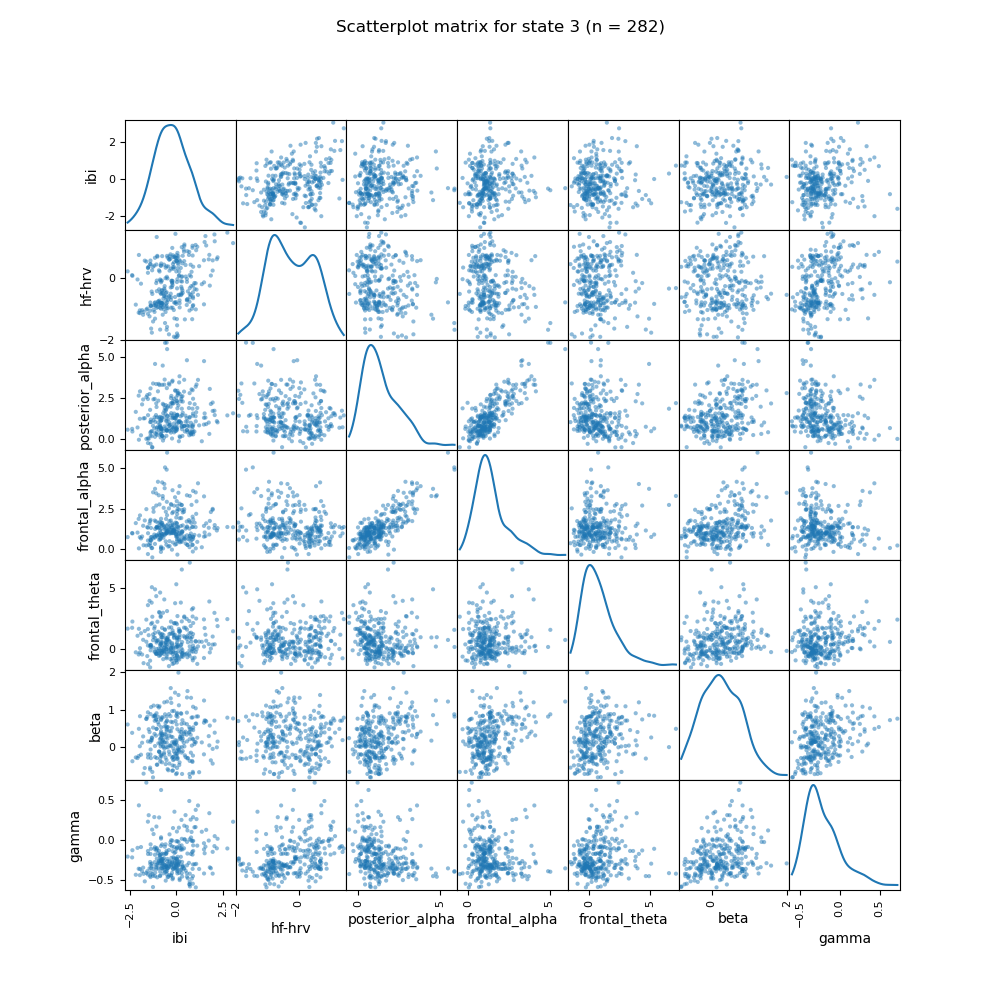 Scatterplot matrix for state 3 (n = 282)
ibi
2
0
−2
hf-hrv
0
−2
posterior_alpha
5.0
2.5
0.0
frontal_alpha
5.0
2.5
0.0
frontal_theta
5
0
beta
2
1
0
gamma
0.5
0.0
−0.5
−2.5 0.0 2.5 −2 0 0 5 0 5 0 5 0 2 −0.5 0.0 0.5
ibi hf-hrv posterior_alpha frontal_alpha frontal_theta beta gamma